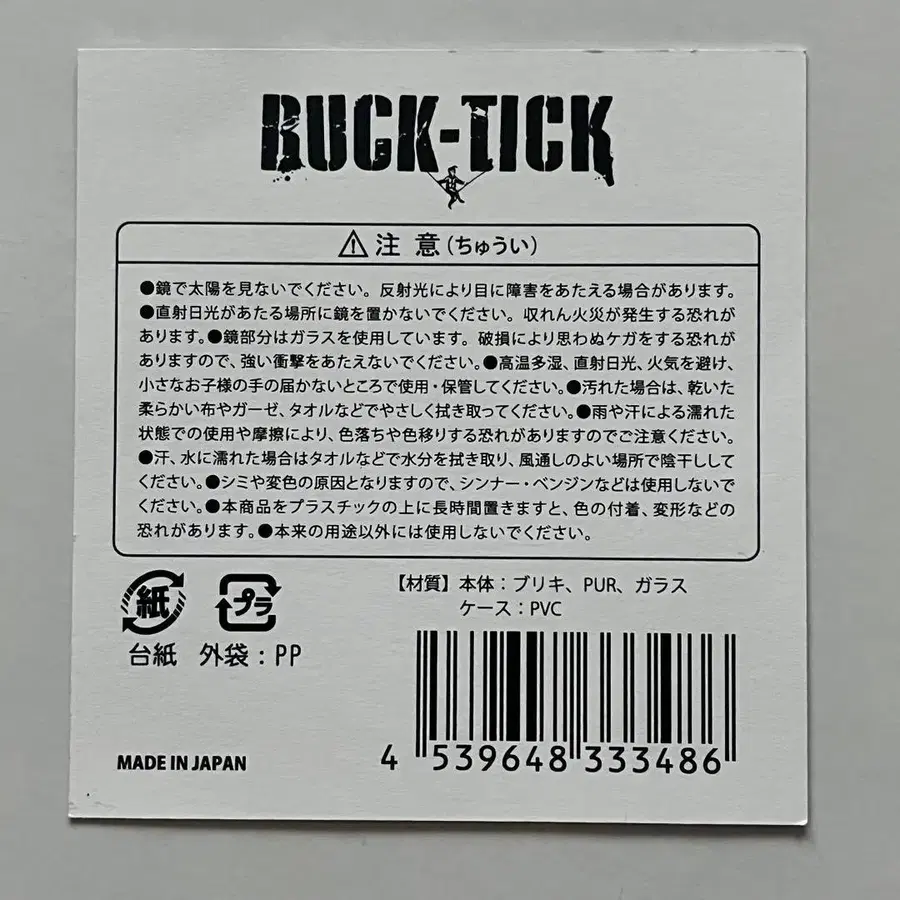 BUCK-TICK
⚠注 意(ちゅうい)
●鏡で太陽を見ないでください。反射光により目に障害をあたえる場合があります。
●直射日光があたる場所に鏡を置かないでください。収れん火災が発生する恐れが
あります。●鏡部分はガラスを使用しています。破損により思わぬケガをする恐れが
ありますので、強い衝撃をあたえないでください。●高温多湿、直射日光、火気を避け、
小さなお子様の手の届かないところで使用・保管してください。●汚れた場合は、乾いた
柔らかい布やガーゼ、タオルなどでやさしく拭き取ってください。●雨や汗による濡れた
状態での使用や摩擦により、色落ちや色移りする恐れがありますのでご注意ください。
●汗、水に濡れた場合はタオルなどで水分を拭き取り、風通しのよい場所で陰干ししてく
ださい。●シミや変色の原因となりますので、シンナー・ベンジンなどは使用しないで
ください。●本商品をプラスチックの上に長時間置きますと、色の付着、変形などの
恐れがあります。●本来の用途以外には使用しないでください。
紙 プラ
台紙 外袋：PP
【材質】本体：ブリキ、PUR、ガラス
ケース：PVC
MADE IN JAPAN
4 539648 333486